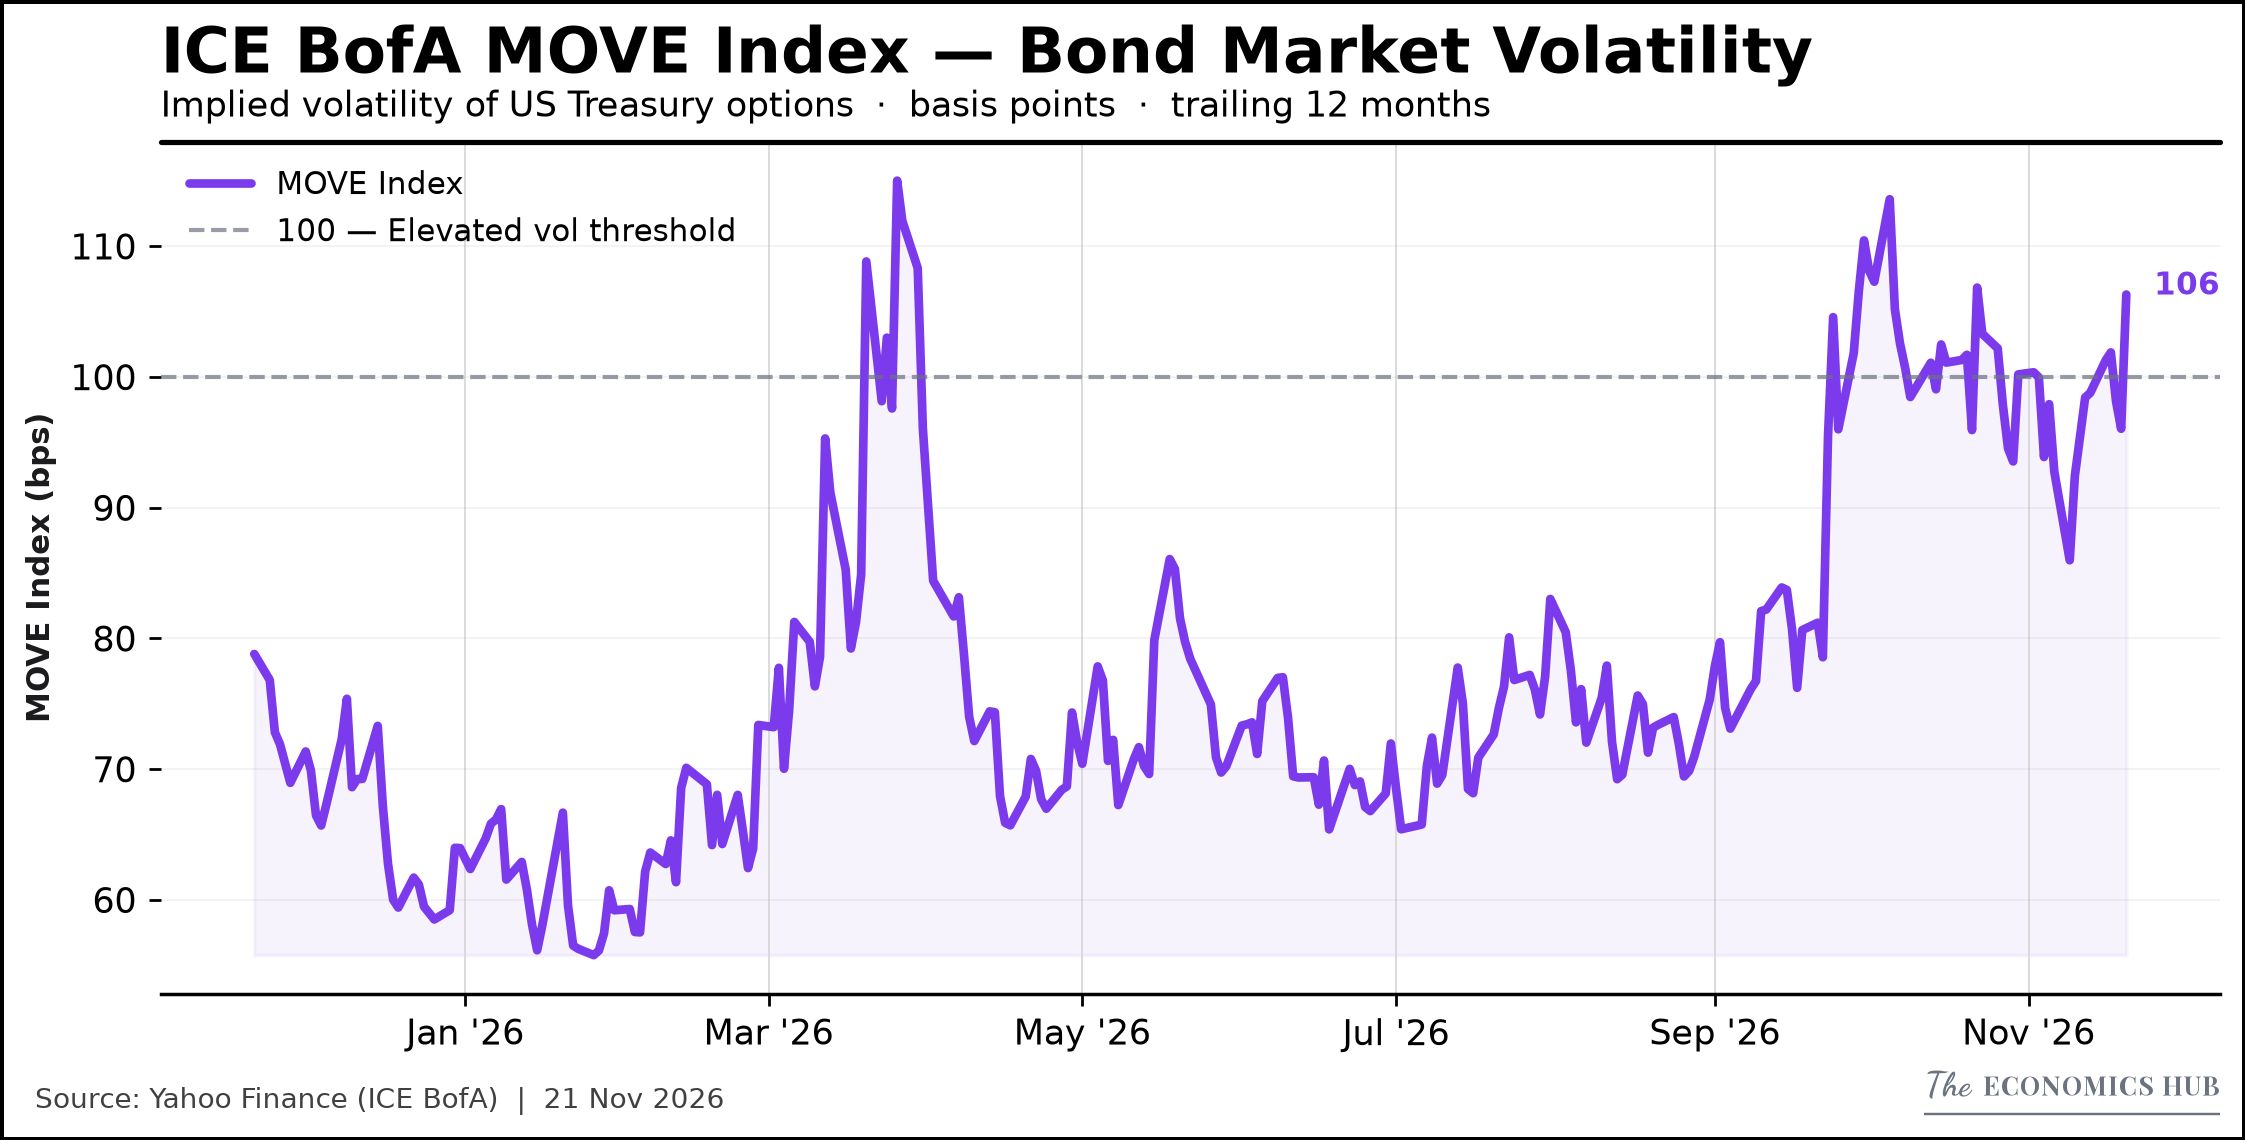 ICE BofA MOVE Index — Bond Market Volatility
Implied volatility of US Treasury options · basis points · trailing 12 months
MOVE Index
100 — Elevated vol threshold
MOVE Index (bps)
110
100
90
80
70
60
106
Jan '26
Mar '26
May '26
Jul '26
Sep '26
Nov '26
Source: Yahoo Finance (ICE BofA) | 21 Nov 2026
The ECONOMICS HUB